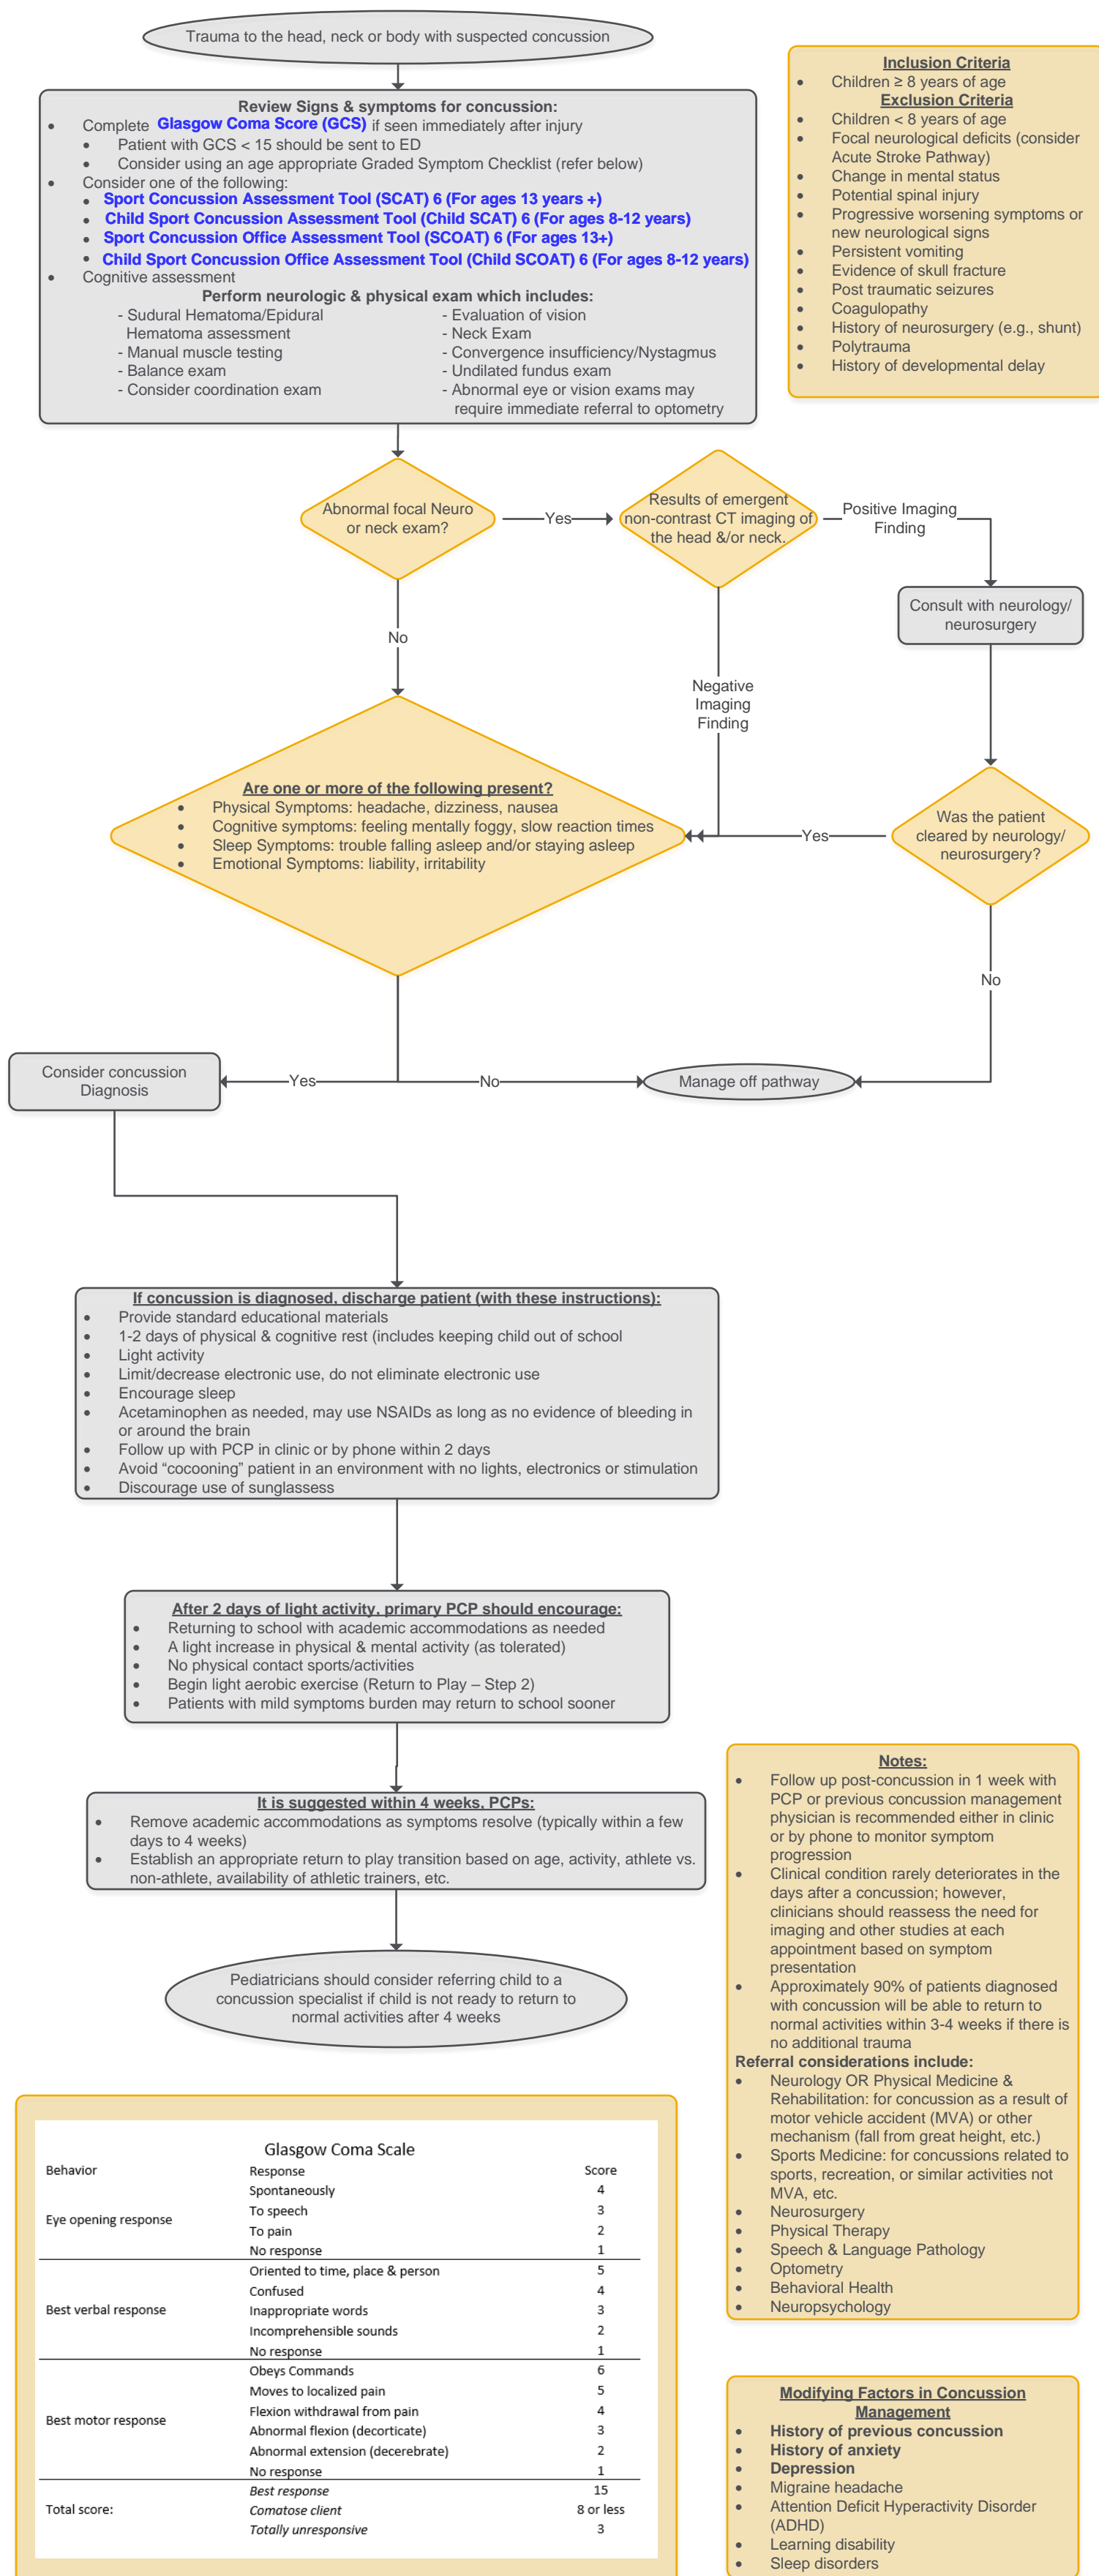 Trauma to the head, neck or body with suspected concussion
Inclusion Criteria
• Children ≥ 8 years of age
Exclusion Criteria
• Children < 8 years of age
• Focal neurological deficits (consider
Acute Stroke Pathway)
• Change in mental status
• Potential spinal injury
• Progressive worsening symptoms or
new neurological signs
• Persistent vomiting
• Evidence of skull fracture
• Post traumatic seizures
• Coagulopathy
• History of neurosurgery (e.g., shunt)
• Polytrauma
• History of developmental delay
Review Signs & symptoms for concussion:
• Complete Glasgow Coma Score (GCS) if seen immediately after injury
• Patient with GCS < 15 should be sent to ED
• Consider using an age appropriate Graded Symptom Checklist (refer below)
• Consider one of the following:
• Sport Concussion Assessment Tool (SCAT) 6 (For ages 13 years +)
• Child Sport Concussion Assessment Tool (Child SCAT) 6 (For ages 8-12 years)
• Sport Concussion Office Assessment Tool (SCOAT) 6 (For ages 13+)
• Child Sport Concussion Office Assessment Tool (Child SCOAT) 6 (For ages 8-12 years)
• Cognitive assessment
Perform neurologic & physical exam which includes:
- Sudural Hematoma/Epidural
Hematoma assessment
- Manual muscle testing
- Balance exam
- Consider coordination exam
- Evaluation of vision
- Neck Exam
- Convergence insufficiency/Nystagmus
- Undilated fundus exam
- Abnormal eye or vision exams may
require immediate referral to optometry
Abnormal focal Neuro
or neck exam?
Yes
Results of emergent
non-contrast CT imaging of
the head &/or neck.
Positive Imaging
Finding
Consult with neurology/
neurosurgery
No
Negative
Imaging
Finding
Are one or more of the following present?
• Physical Symptoms: headache, dizziness, nausea
• Cognitive symptoms: feeling mentally foggy, slow reaction times
• Sleep Symptoms: trouble falling asleep and/or staying asleep
• Emotional Symptoms: liability, irritability
Yes
Was the patient
cleared by neurology/
neurosurgery?
No
Consider concussion
Diagnosis
Yes
No
Manage off pathway
If concussion is diagnosed, discharge patient (with these instructions):
• Provide standard educational materials
• 1-2 days of physical & cognitive rest (includes keeping child out of school
• Light activity
• Limit/decrease electronic use, do not eliminate electronic use
• Encourage sleep
• Acetaminophen as needed, may use NSAIDs as long as no evidence of bleeding in
or around the brain
• Follow up with PCP in clinic or by phone within 2 days
• Avoid “cocooning” patient in an environment with no lights, electronics or stimulation
• Discourage use of sunglassess
After 2 days of light activity, primary PCP should encourage:
• Returning to school with academic accommodations as needed
• A light increase in physical & mental activity (as tolerated)
• No physical contact sports/activities
• Begin light aerobic exercise (Return to Play – Step 2)
• Patients with mild symptoms burden may return to school sooner
It is suggested within 4 weeks, PCPs:
• Remove academic accommodations as symptoms resolve (typically within a few
days to 4 weeks)
• Establish an appropriate return to play transition based on age, activity, athlete vs.
non-athlete, availability of athletic trainers, etc.
Pediatricians should consider referring child to a
concussion specialist if child is not ready to return to
normal activities after 4 weeks
Notes:
• Follow up post-concussion in 1 week with
PCP or previous concussion management
physician is recommended either in clinic
or by phone to monitor symptom
progression
• Clinical condition rarely deteriorates in the
days after a concussion; however,
clinicians should reassess the need for
imaging and other studies at each
appointment based on symptom
presentation
• Approximately 90% of patients diagnosed
with concussion will be able to return to
normal activities within 3-4 weeks if there is
no additional trauma
Referral considerations include:
• Neurology OR Physical Medicine &
Rehabilitation: for concussion as a result of
motor vehicle accident (MVA) or other
mechanism (fall from great height, etc.)
• Sports Medicine: for concussions related to
sports, recreation, or similar activities not
MVA, etc.
• Neurosurgery
• Physical Therapy
• Speech & Language Pathology
• Optometry
• Behavioral Health
• Neuropsychology
Glasgow Coma Scale
Behavior Response Score
Eye opening response
Spontaneously 4
To speech 3
To pain 2
No response 1
Best verbal response
Oriented to time, place & person 5
Confused 4
Inappropriate words 3
Incomprehensible sounds 2
No response 1
Best motor response
Obeys Commands 6
Moves to localized pain 5
Flexion withdrawal from pain 4
Abnormal flexion (decorticate) 3
Abnormal extension (decerebrate) 2
No response 1
Total score:
Best response 15
Comatose client 8 or less
Totally unresponsive 3
Modifying Factors in Concussion
Management
• History of previous concussion
• History of anxiety
• Depression
• Migraine headache
• Attention Deficit Hyperactivity Disorder
(ADHD)
• Learning disability
• Sleep disorders